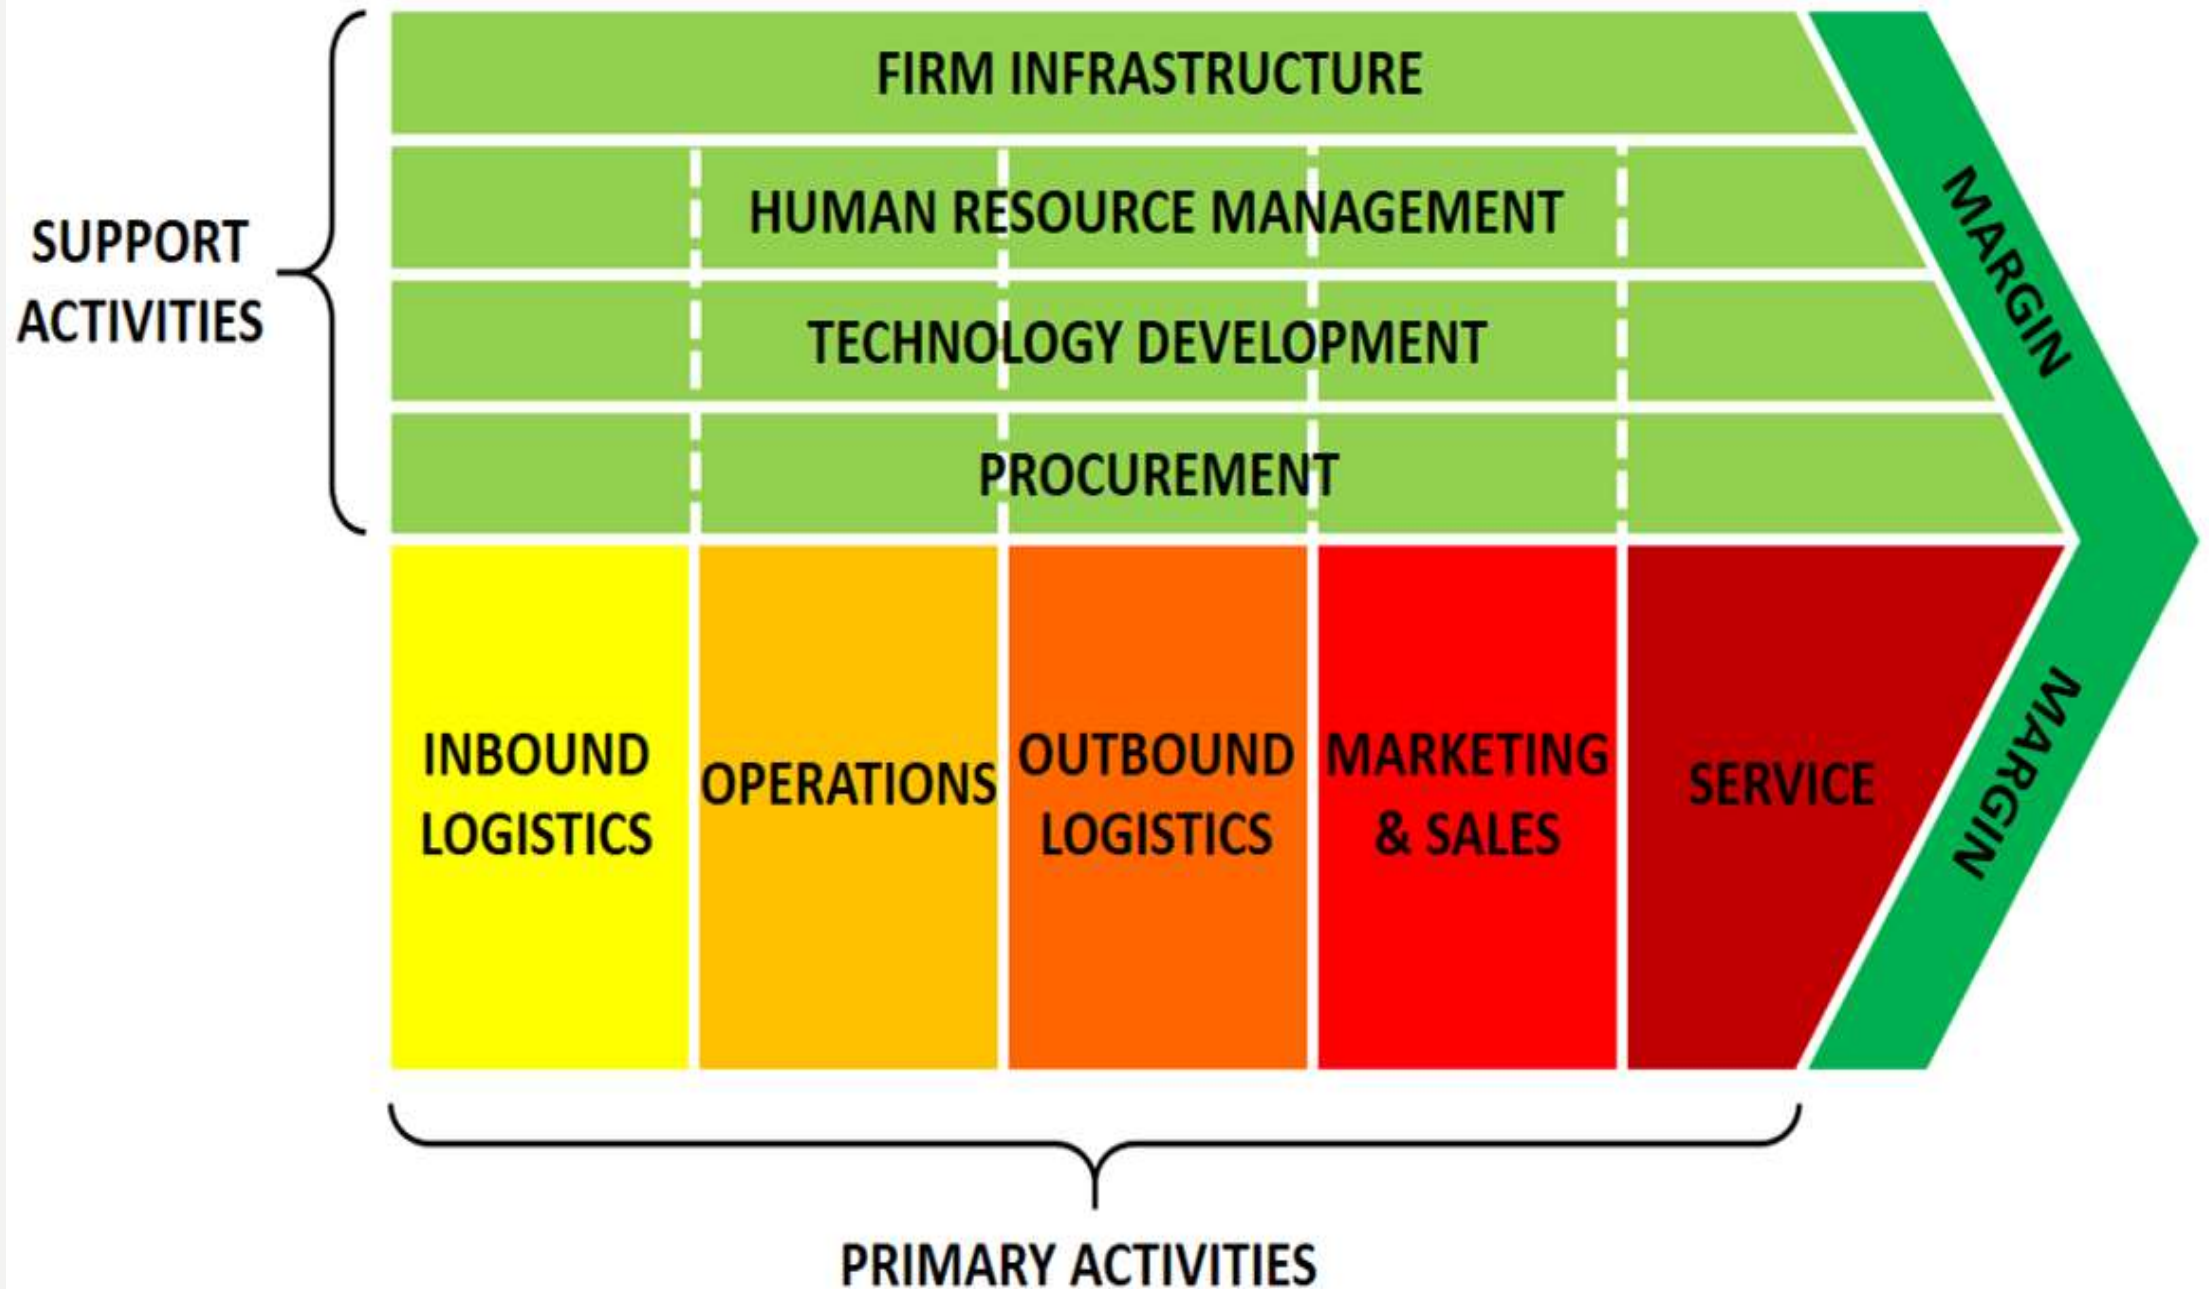 FIRM INFRASTRUCTURE
HUMAN RESOURCE MANAGEMENT
TECHNOLOGY DEVELOPMENT
PROCUREMENT
SUPPORT
ACTIVITIES
MARGIN
INBOUND
LOGISTICS
OPERATIONS
OUTBOUND
LOGISTICS
MARKETING
& SALES
SERVICE
MARGIN
PRIMARY ACTIVITIES